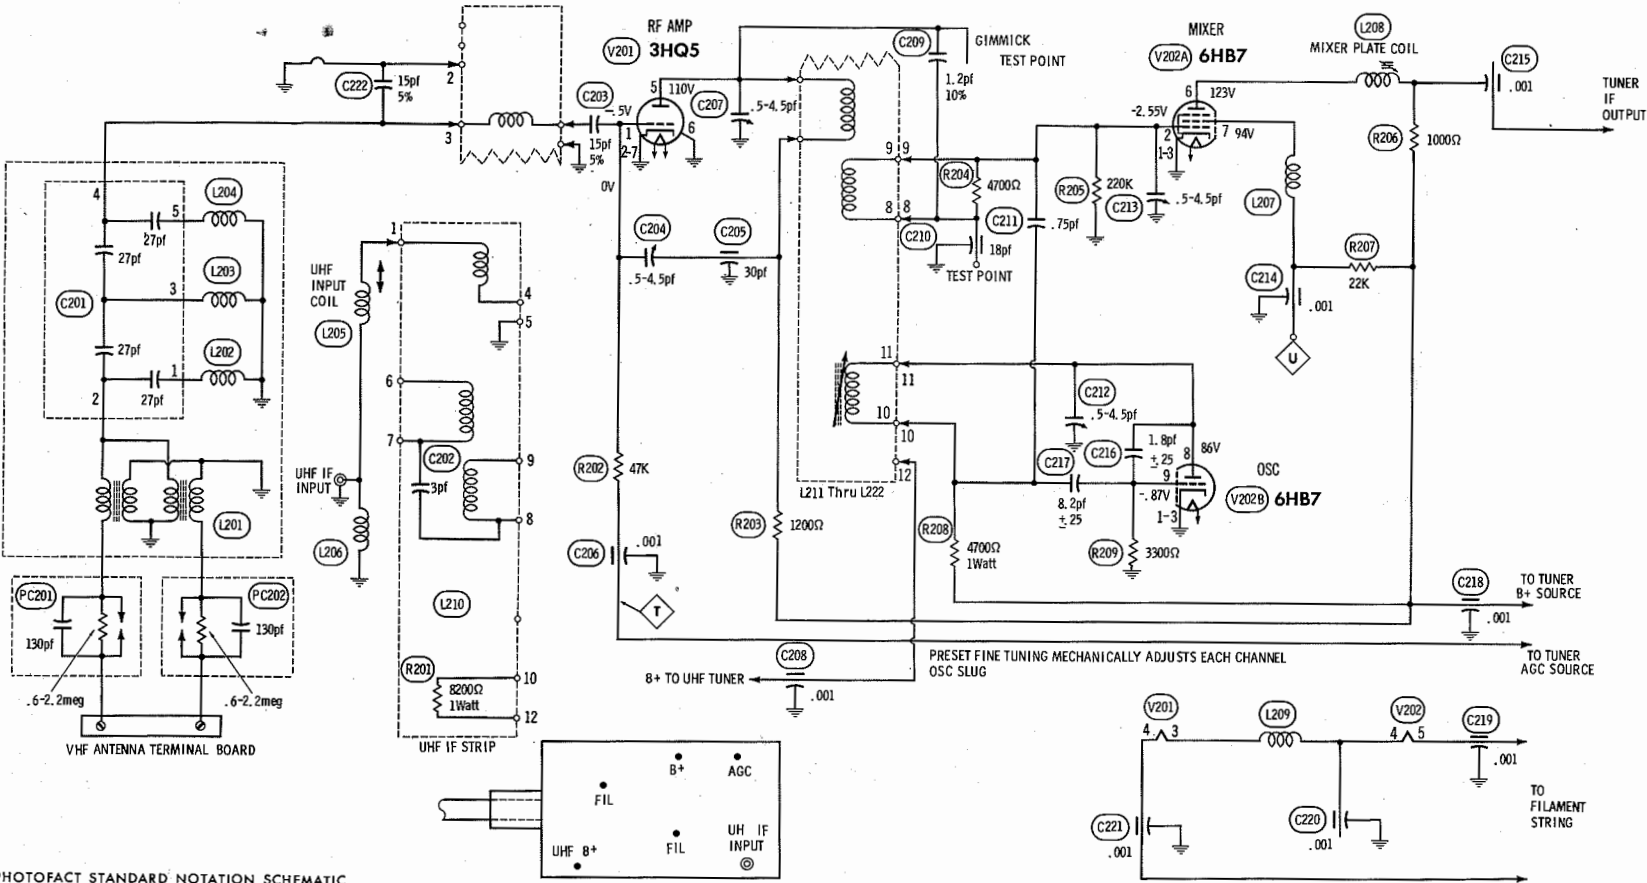 RF AMP
V201 3HQ5
5 110V
1
2-7
6
-.5V
0V
C203
15pf
5%
C222
15pf
5%
2
3
C207
.5-4.5pf
C209
1.2pf
10%
GIMMICK
TEST POINT
MIXER
V202A 6HB7
6 123V
-2.55V
2
1-3
7 94V
L208
MIXER PLATE COIL
C215
.001
TUNER
IF
OUTPUT
R206
1000Ω
9 9
8 8
R204
4700Ω
C210
18pf
TEST POINT
C211
.75pf
R205
220K
C213
.5-4.5pf
L207
R207
22K
C214
.001
U
4
5
27pf
L204
27pf
C201
3
L203
27pf
1
L202
2
27pf
L201
PC201
130pf
.6-2.2meg
PC202
130pf
.6-2.2meg
VHF ANTENNA TERMINAL BOARD
UHF
INPUT
COIL
L205
UHF IF
INPUT
L206
1
4
5
6
7
C202
3pf
9
8
L210
R201
8200Ω
1Watt
10
12
UHF IF STRIP
C204
.5-4.5pf
C205
30pf
R202
47K
C206
.001
T
R203
1200Ω
11
11
10
10
12
L211 Thru L222
C212
.5-4.5pf
C216
1.8pf
±.25
C217
8.2pf
±.25
8 86V
9
-.87V
1-3
OSC
V202B 6HB7
R208
4700Ω
1Watt
R209
3300Ω
C218
.001
TO TUNER
B+ SOURCE
TO TUNER
AGC SOURCE
PRESET FINE TUNING MECHANICALLY ADJUSTS EACH CHANNEL
OSC SLUG
C208
.001
B+ TO UHF TUNER
V201
4 3
L209
V202
4 5
C219
.001
C221
.001
C220
.001
TO
FILAMENT
STRING
B+
AGC
FIL
FIL
UHF B+
UH IF
INPUT
PHOTOFACT STANDARD NOTATION SCHEMATIC